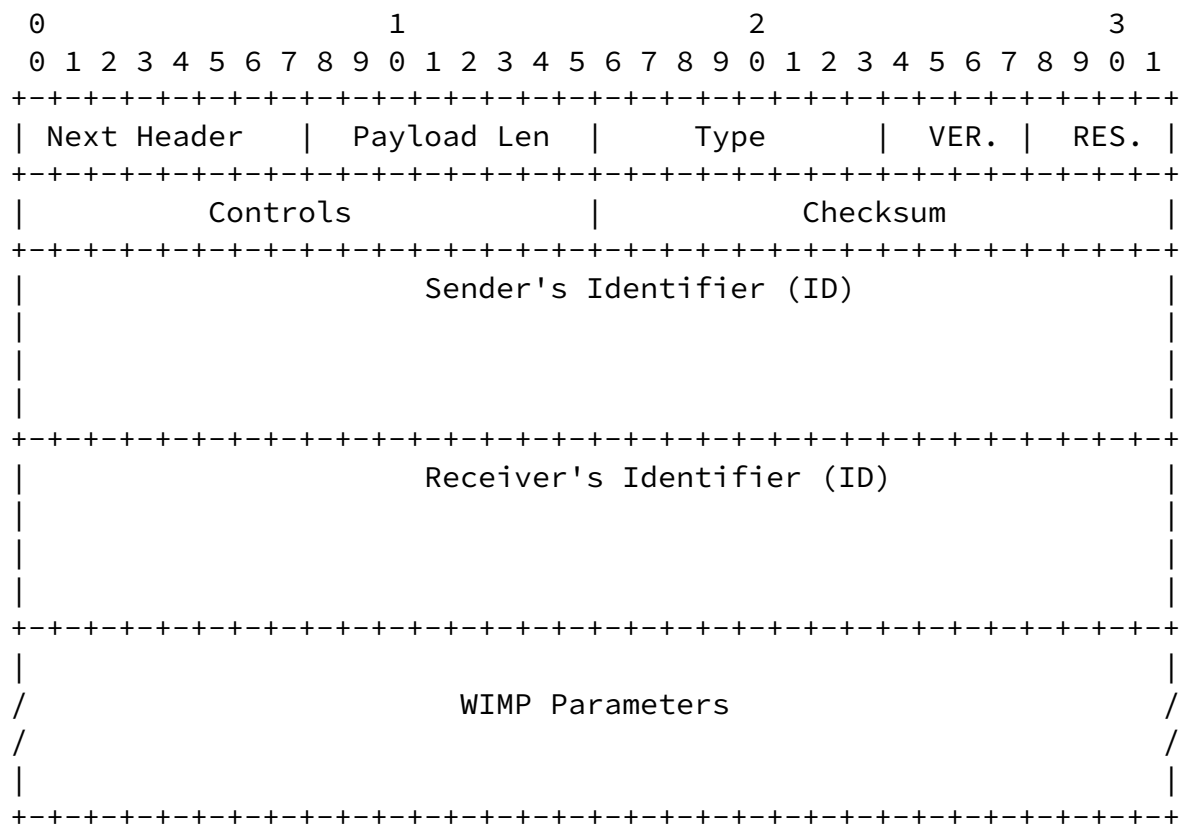 0                   1                   2                   3
0 1 2 3 4 5 6 7 8 9 0 1 2 3 4 5 6 7 8 9 0 1 2 3 4 5 6 7 8 9 0 1
+-+-+-+-+-+-+-+-+-+-+-+-+-+-+-+-+-+-+-+-+-+-+-+-+-+-+-+-+-+-+-+-+
| Next Header   |  Payload Len  |     Type      |  VER. |  RES. |
+-+-+-+-+-+-+-+-+-+-+-+-+-+-+-+-+-+-+-+-+-+-+-+-+-+-+-+-+-+-+-+-+
|          Controls             |           Checksum            |
+-+-+-+-+-+-+-+-+-+-+-+-+-+-+-+-+-+-+-+-+-+-+-+-+-+-+-+-+-+-+-+-+
|                      Sender's Identifier (ID)                 |
|                                                               |
|                                                               |
|                                                               |
+-+-+-+-+-+-+-+-+-+-+-+-+-+-+-+-+-+-+-+-+-+-+-+-+-+-+-+-+-+-+-+-+
|                      Receiver's Identifier (ID)               |
|                                                               |
|                                                               |
|                                                               |
+-+-+-+-+-+-+-+-+-+-+-+-+-+-+-+-+-+-+-+-+-+-+-+-+-+-+-+-+-+-+-+-+
|                                                               |
/                        WIMP Parameters                        /
/                                                               /
|                                                               |
+-+-+-+-+-+-+-+-+-+-+-+-+-+-+-+-+-+-+-+-+-+-+-+-+-+-+-+-+-+-+-+-+